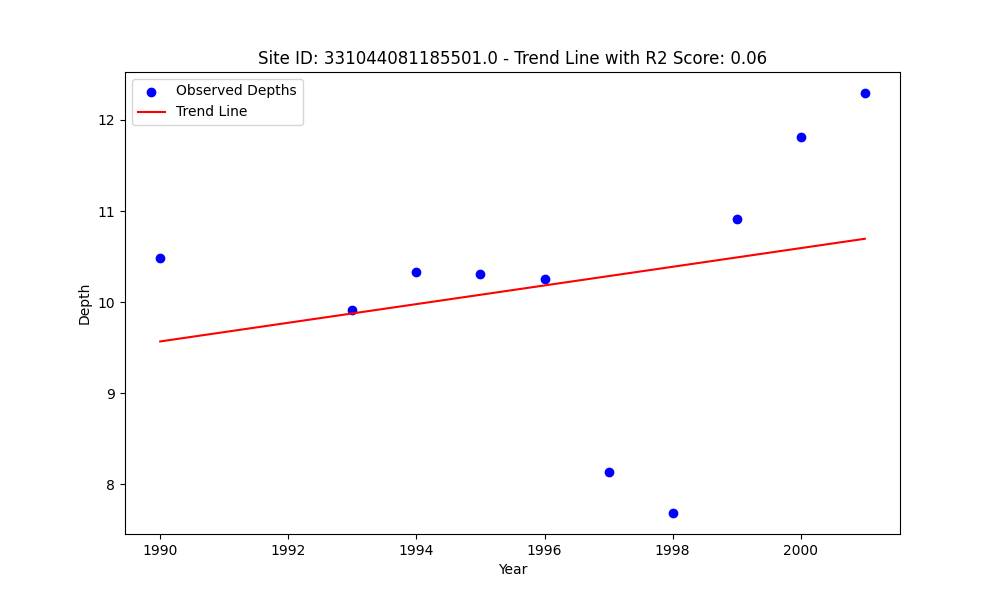 Site ID: 331044081185501.0 - Trend Line with R2 Score: 0.06
Observed Depths
Trend Line
12
11
10
9
8
Depth
1990 1992 1994 1996 1998 2000
Year